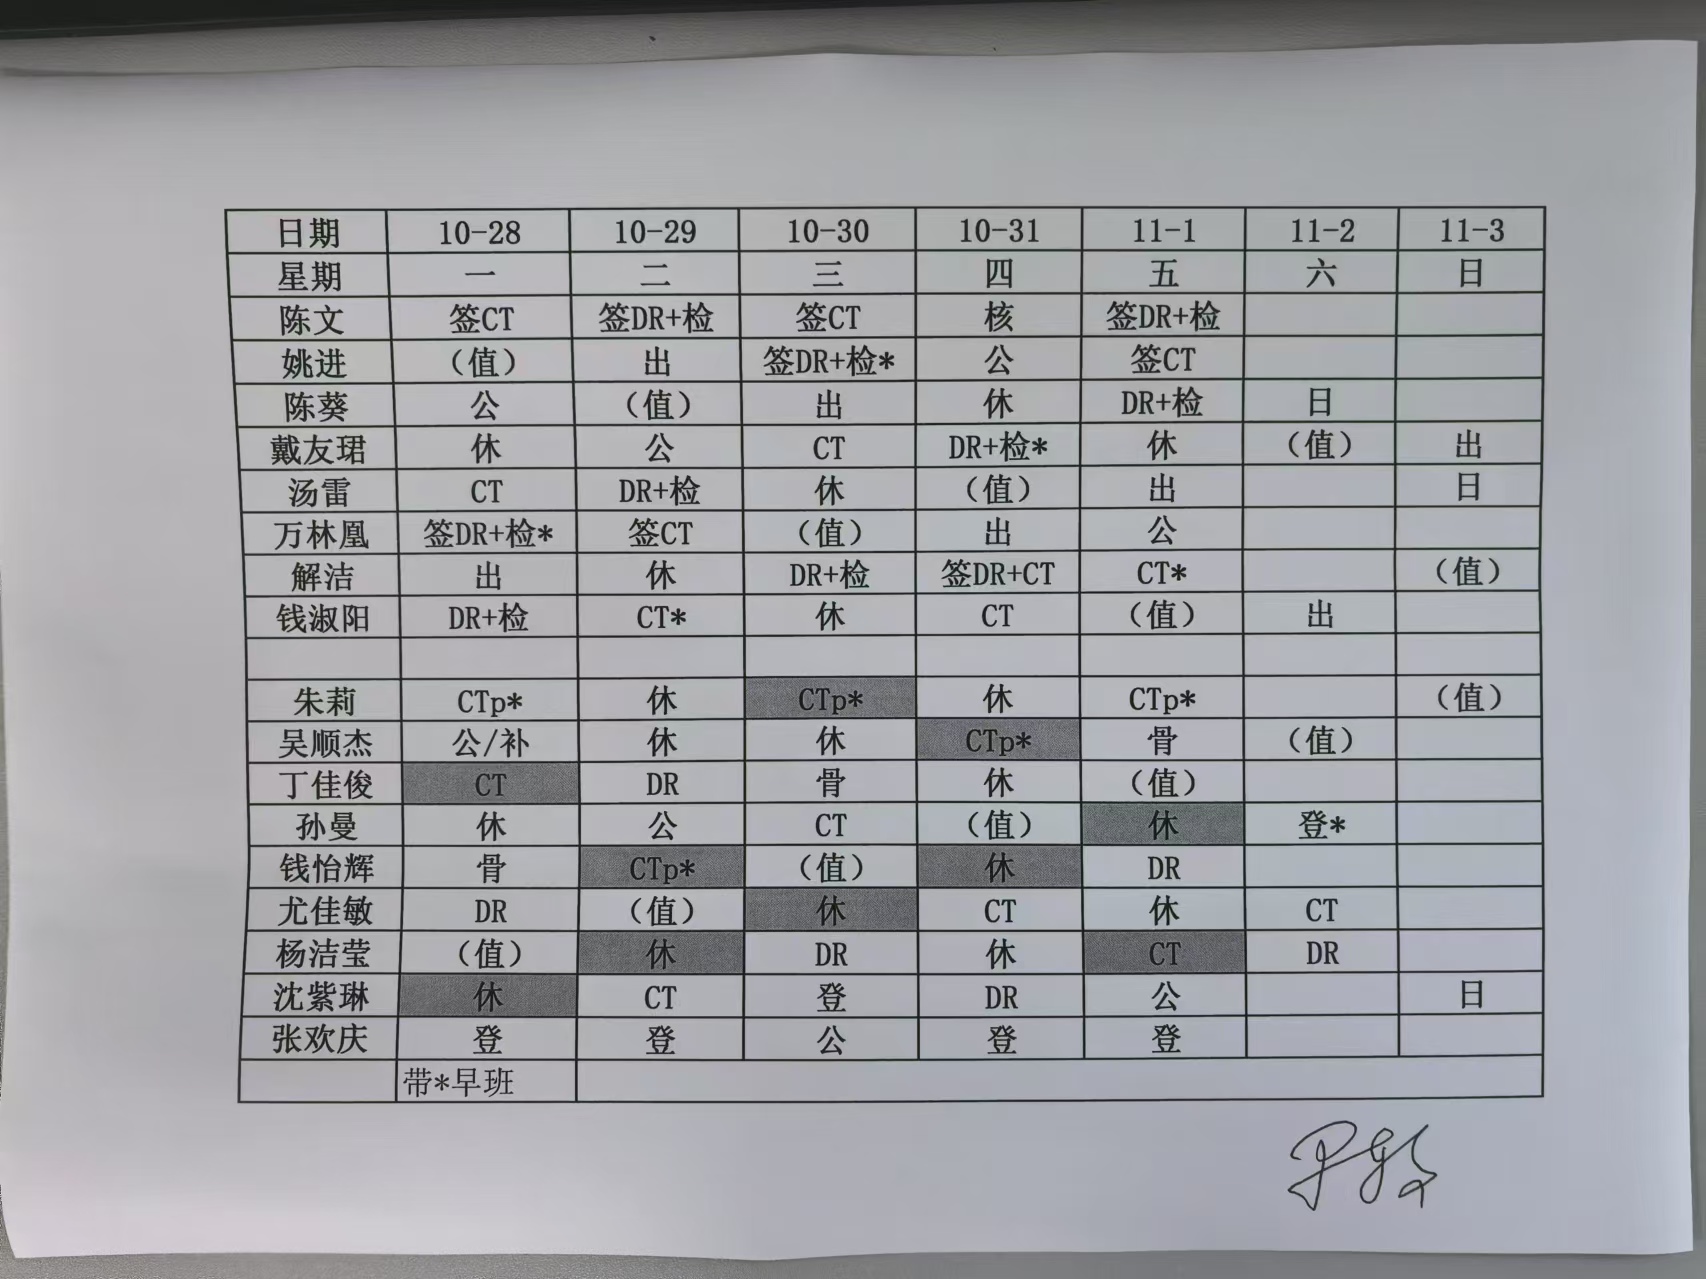 日期 10-28 10-29 10-30 10-31 11-1 11-2 11-3
星期 一 二 三 四 五 六 日
陈文 签CT 签DR+检 签CT 核 签DR+检
姚进 （值） 出 签DR+检* 公 签CT
陈葵 公 （值） 出 休 DR+检 日
戴友珺 休 公 CT DR+检* 休 （值） 出
汤雷 CT DR+检 休 （值） 出 日
万林凰 签DR+检* 签CT （值） 出 公
解洁 出 休 DR+检 签DR+CT CT* （值）
钱淑阳 DR+检 CT* 休 CT （值） 出
朱莉 CTp* 休 CTp* 休 CTp* （值）
吴顺杰 公/补 休 休 CTp* 骨 （值）
丁佳俊 CT DR 骨 休 （值）
孙曼 休 公 CT （值） 休 登*
钱怡辉 骨 CTp* （值） 休 DR
尤佳敏 DR （值） 休 CT 休 CT
杨洁莹 （值） 休 DR 休 CT DR
沈紫琳 休 CT 登 DR 公 日
张欢庆 登 登 公 登 登
带*早班